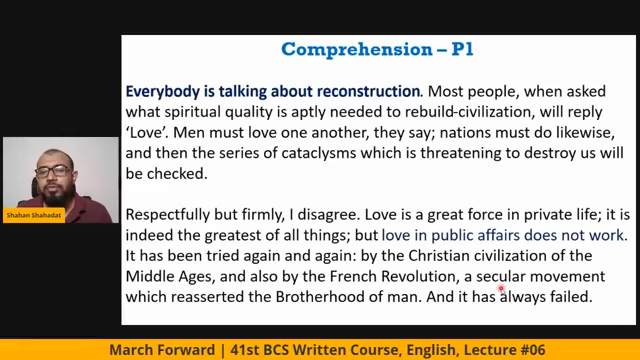 Comprehension – P1
Everybody is talking about reconstruction. Most people, when asked
what spiritual quality is aptly needed to rebuild-civilization, will reply
‘Love’. Men must love one another, they say; nations must do likewise,
and then the series of cataclysms which is threatening to destroy us will
be checked.
Respectfully but firmly, I disagree. Love is a great force in private life; it is
indeed the greatest of all things; but love in public affairs does not work.
It has been tried again and again: by the Christian civilization of the
Middle Ages, and also by the French Revolution, a secular movement
which reasserted the Brotherhood of man. And it has always failed.
Shahan Shahadat
March Forward | 41st BCS Written Course, English, Lecture #06